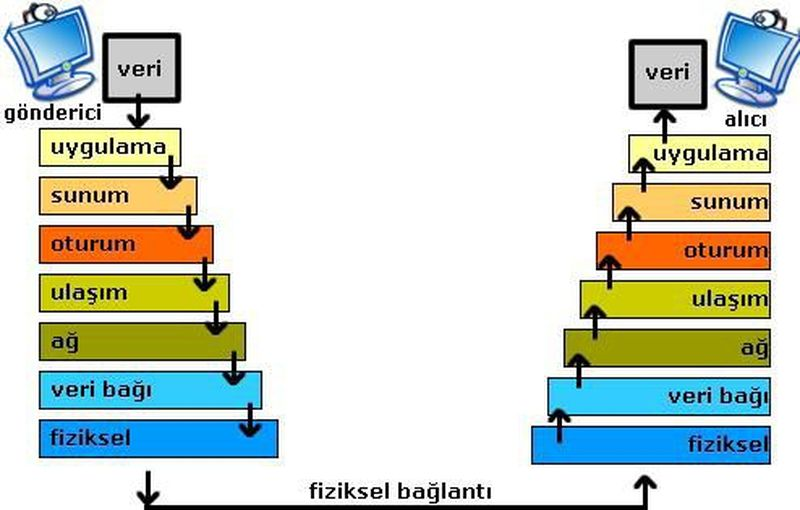 veri
gönderici
uygulama
sunum
oturum
ulaşım
ağ
veri bağı
fiziksel
veri
alıcı
uygulama
sunum
oturum
ulaşım
ağ
veri bağı
fiziksel
fiziksel bağlantı